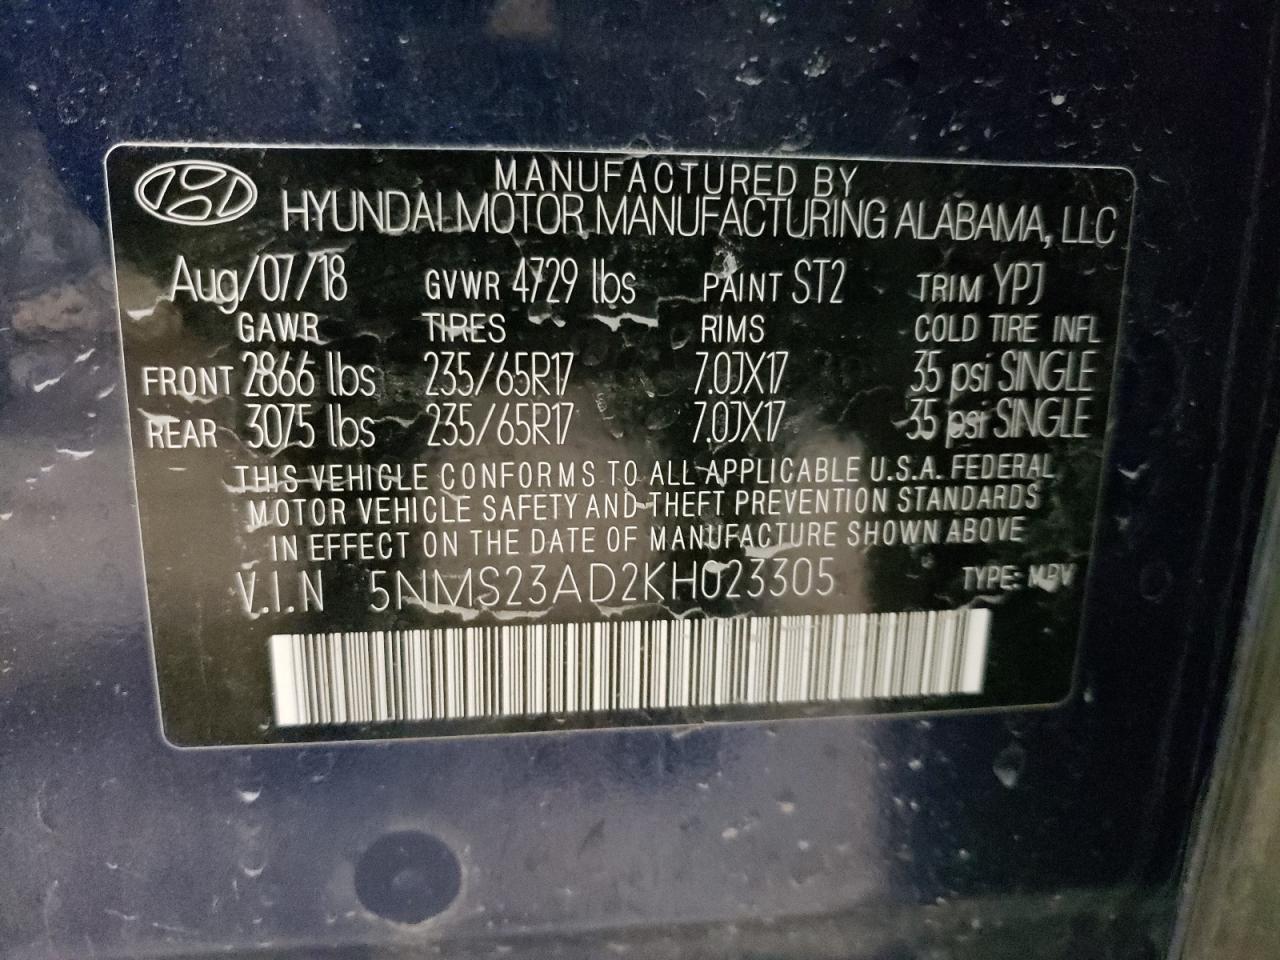 MANUFACTURED BY
HYUNDAI MOTOR MANUFACTURING ALABAMA, LLC
Aug/07/18 GVWR 4729 lbs PAINT ST2 TRIM YPJ
GAWR TIRES RIMS COLD TIRE INFL
FRONT 2866 lbs 235/65R17 7.0JX17 35 psi SINGLE
REAR 3075 lbs 235/65R17 7.0JX17 35 psi SINGLE
THIS VEHICLE CONFORMS TO ALL APPLICABLE U.S.A. FEDERAL
MOTOR VEHICLE SAFETY AND THEFT PREVENTION STANDARDS
IN EFFECT ON THE DATE OF MANUFACTURE SHOWN ABOVE
V.I.N 5NMS23AD2KH023305 TYPE: MPV